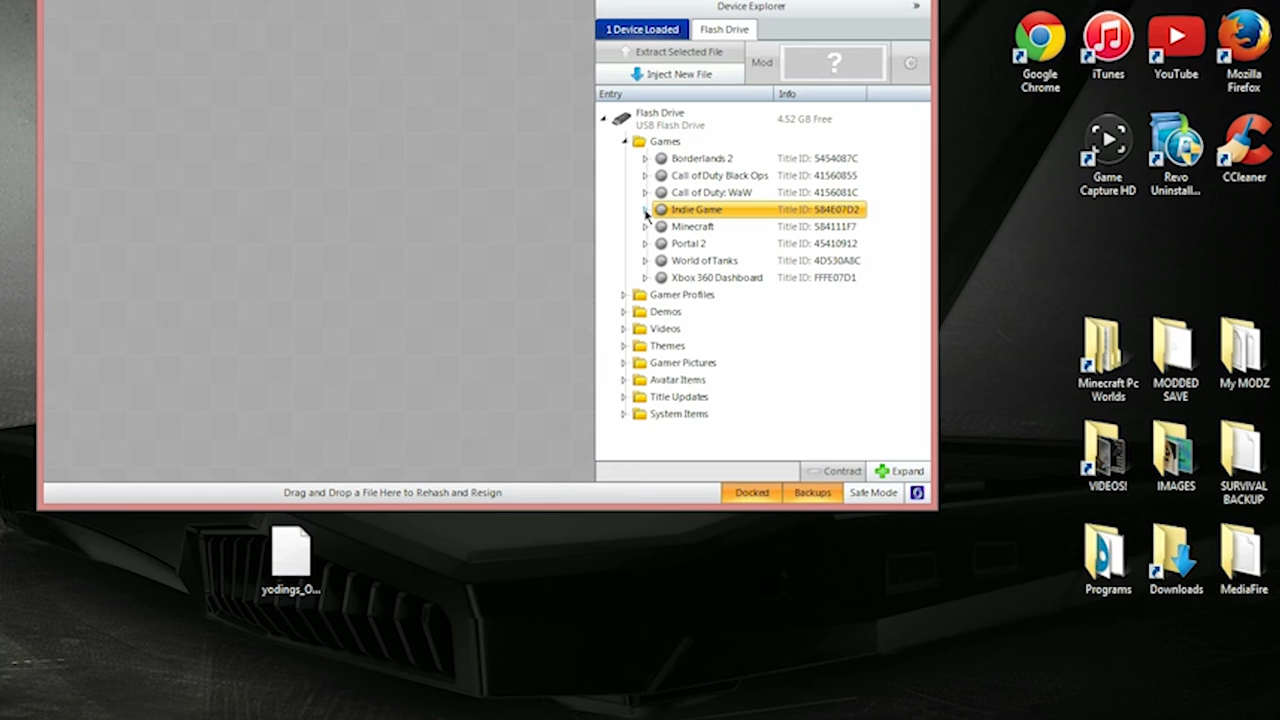 Device Explorer
»
1 Device Loaded
Flash Drive
Extract Selected File
Inject New File
Mod
?
Entry
Info
Flash Drive
USB Flash Drive
4.52 GB Free
Games
Borderlands 2
Title ID: 5454087C
Call of Duty Black Ops
Title ID: 41560855
Call of Duty: WaW
Title ID: 4156081C
Indie Game
Title ID: 584E07D2
Minecraft
Title ID: 584111F7
Portal 2
Title ID: 45410912
World of Tanks
Title ID: 4D530A8C
Xbox 360 Dashboard
Title ID: FFFE07D1
Gamer Profiles
Demos
Videos
Themes
Gamer Pictures
Avatar Items
Title Updates
System Items
Contract
Expand
Drag and Drop a File Here to Rehash and Resign
Docked
Backups
Safe Mode
yodings_O...
Google
Chrome
iTunes
YouTube
Mozilla
Firefox
Game
Capture HD
Revo
Uninstall...
CCleaner
Minecraft Pc
Worlds
MODDED
SAVE
My MODZ
VIDEOS!
IMAGES
SURVIVAL
BACKUP
Programs
Downloads
MediaFire